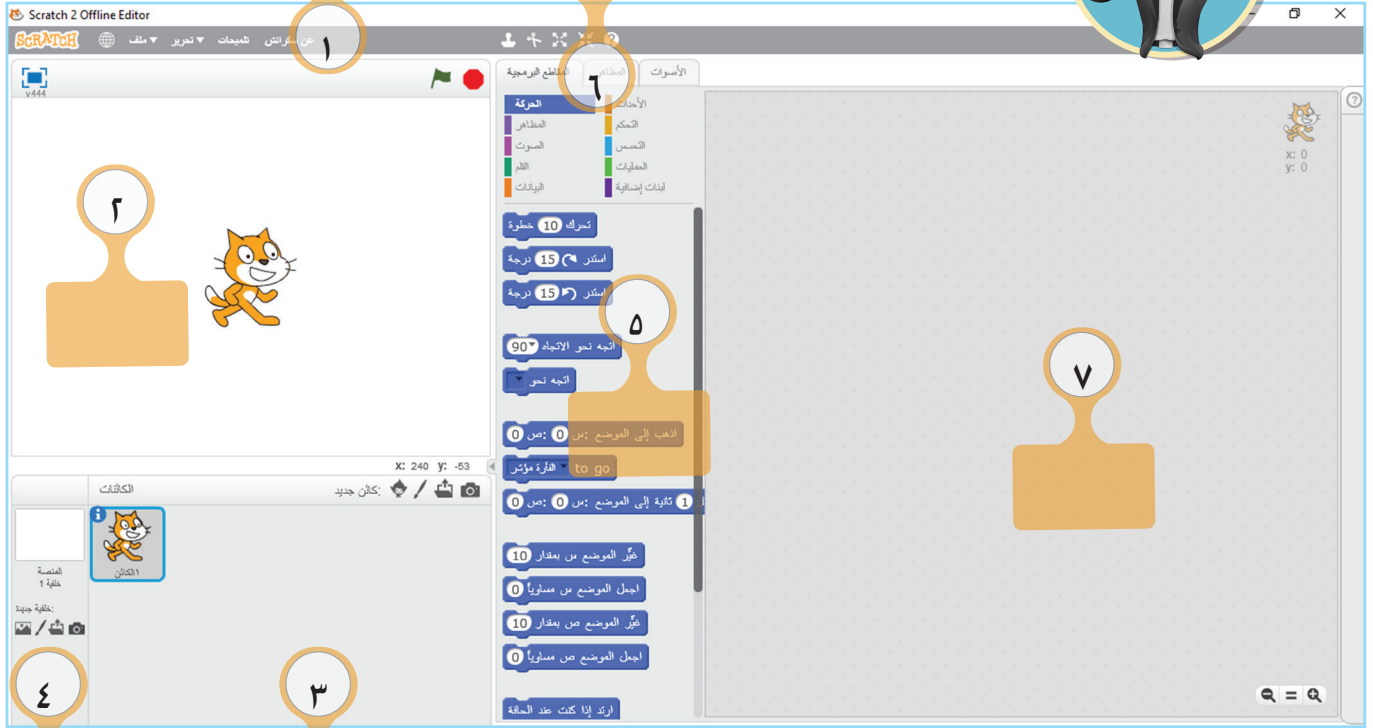 Scratch 2 Offline Editor
SCRATCH ملف تحرير تلميحات عن سكراتش
١
v444
٢
X: 240 y: -53
الكائنات
كائن جديد:
المنصة
خلفية 1
خلفية جديدة:
الكائن1
٤
٣
المقاطع البرمجية المظاهر الأصوات
٦
الحركة
المظاهر
الصوت
القلم
البيانات
الأحداث
التحكم
التحسس
العمليات
لبنات إضافية
تحرك 10 خطوة
استدر 15 درجة
استدر 15 درجة
٥
اتجه نحو الاتجاه 90
اتجه نحو
اذهب إلى الموضع س: 0 ص: 0
to go الفأرة مؤشر
1 ثانية إلى الموضع س: 0 ص: 0
غيِّر الموضع س بمقدار 10
اجعل الموضع س مساوياً 0
غيِّر الموضع ص بمقدار 10
اجعل الموضع ص مساوياً 0
ارتد إذا كنت عند الحافة
x: 0
y: 0
٧